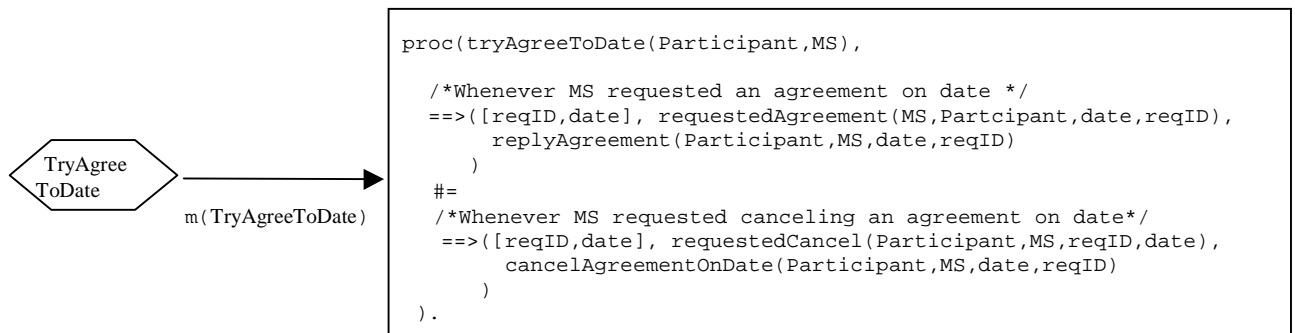 TryAgree
ToDate
m(TryAgreeToDate)
proc(tryAgreeToDate(Participant,MS),
/*Whenever MS requested an agreement on date */
==>([reqID,date], requestedAgreement(MS,Partcipant,date,reqID),
replyAgreement(Participant,MS,date,reqID)
)
#=
/*Whenever MS requested canceling an agreement on date*/
==>([reqID,date], requestedCancel(Participant,MS,reqID,date),
cancelAgreementOnDate(Participant,MS,date,reqID)
)
).